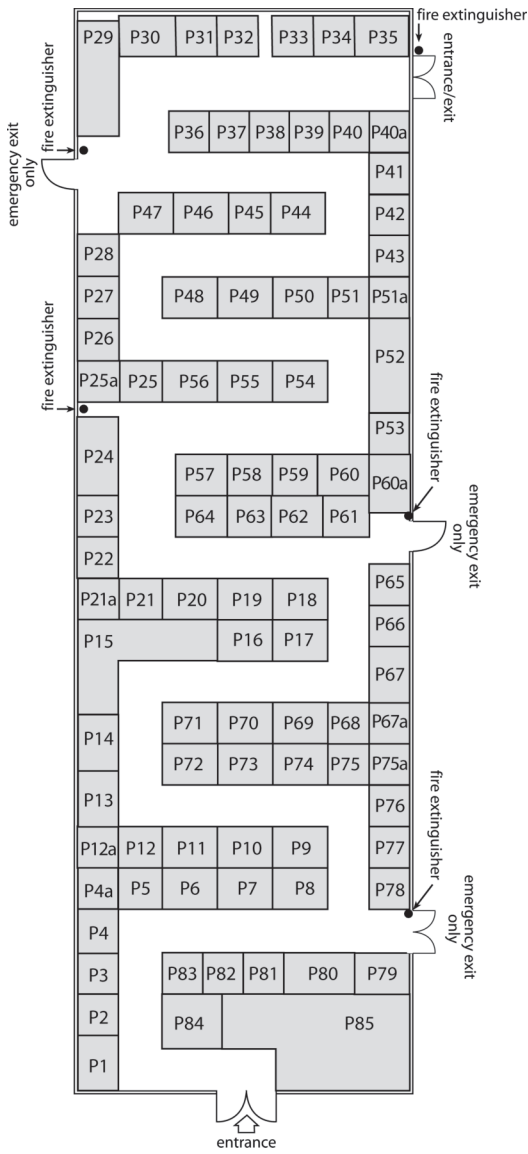 fire extinguisher
P29 P30 P31 P32 P33 P34 P35
entrance/exit
fire extinguisher
P36 P37 P38 P39 P40 P40a
emergency exit
only
P41
P47 P46 P45 P44 P42
P28 P43
P27 P48 P49 P50 P51 P51a
P26 P52
fire extinguisher
P25a P25 P56 P55 P54
fire extinguisher
P53
P24 P57 P58 P59 P60 P60a
P23 P64 P63 P62 P61
emergency exit
only
P22
P21a P21 P20 P19 P18 P65
P15 P16 P17 P66
P67
P14 P71 P70 P69 P68 P67a
P72 P73 P74 P75 P75a
P13 P76
fire extinguisher
P12a P12 P11 P10 P9 P77
P4a P5 P6 P7 P8 P78
P4
emergency exit
only
P3 P83 P82 P81 P80 P79
P2 P84 P85
P1
entrance